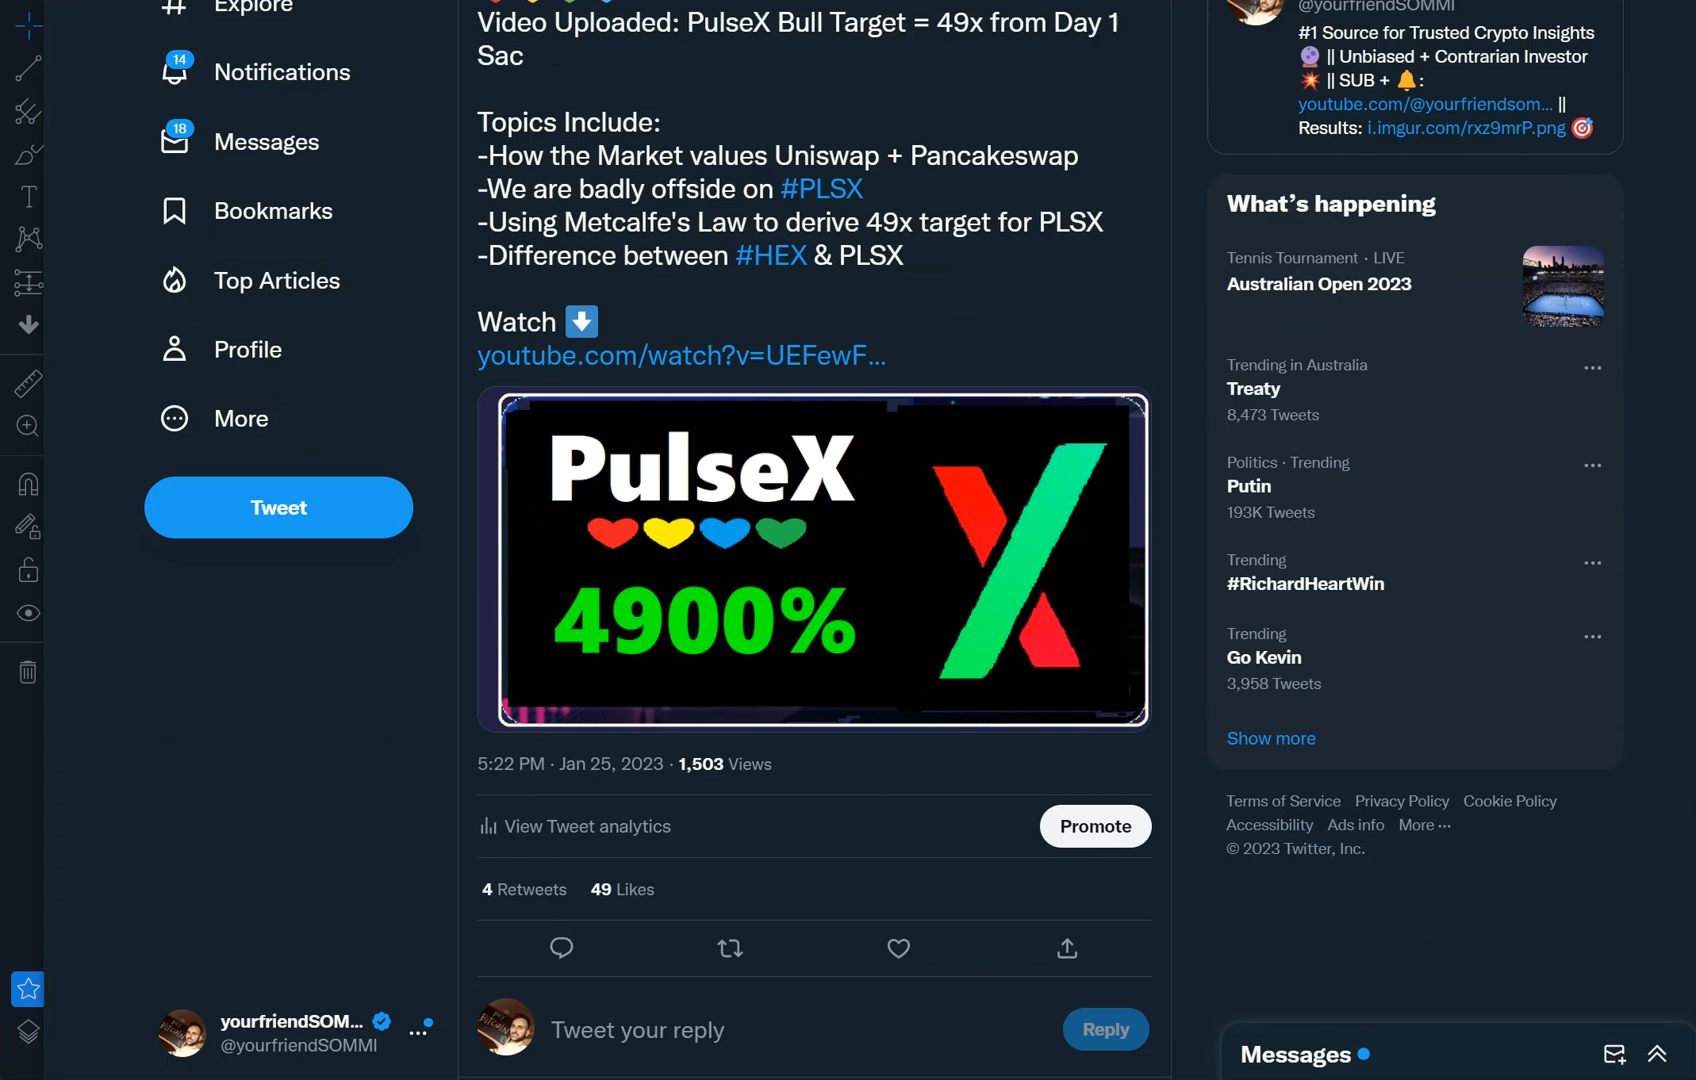 Explore
14
Notifications
18
Messages
Bookmarks
Top Articles
Profile
More
Tweet
yourfriendSOM...
@yourfriendSOMMI
Video Uploaded: PulseX Bull Target = 49x from Day 1
Sac
Topics Include:
-How the Market values Uniswap + Pancakeswap
-We are badly offside on #PLSX
-Using Metcalfe's Law to derive 49x target for PLSX
-Difference between #HEX & PLSX
Watch
youtube.com/watch?v=UEFewF...
PulseX
4900%
5:22 PM · Jan 25, 2023 · 1,503 Views
View Tweet analytics
Promote
4 Retweets 49 Likes
Tweet your reply
Reply
@yourfriendSOMMI
#1 Source for Trusted Crypto Insights
|| Unbiased + Contrarian Investor
|| SUB + :
youtube.com/@yourfriendsom... ||
Results: i.imgur.com/rxz9mrP.png
What's happening
Tennis Tournament · LIVE
Australian Open 2023
Trending in Australia
Treaty
8,473 Tweets
Politics · Trending
Putin
193K Tweets
Trending
#RichardHeartWin
Trending
Go Kevin
3,958 Tweets
Show more
Terms of Service Privacy Policy Cookie Policy
Accessibility Ads info More ···
© 2023 Twitter, Inc.
Messages